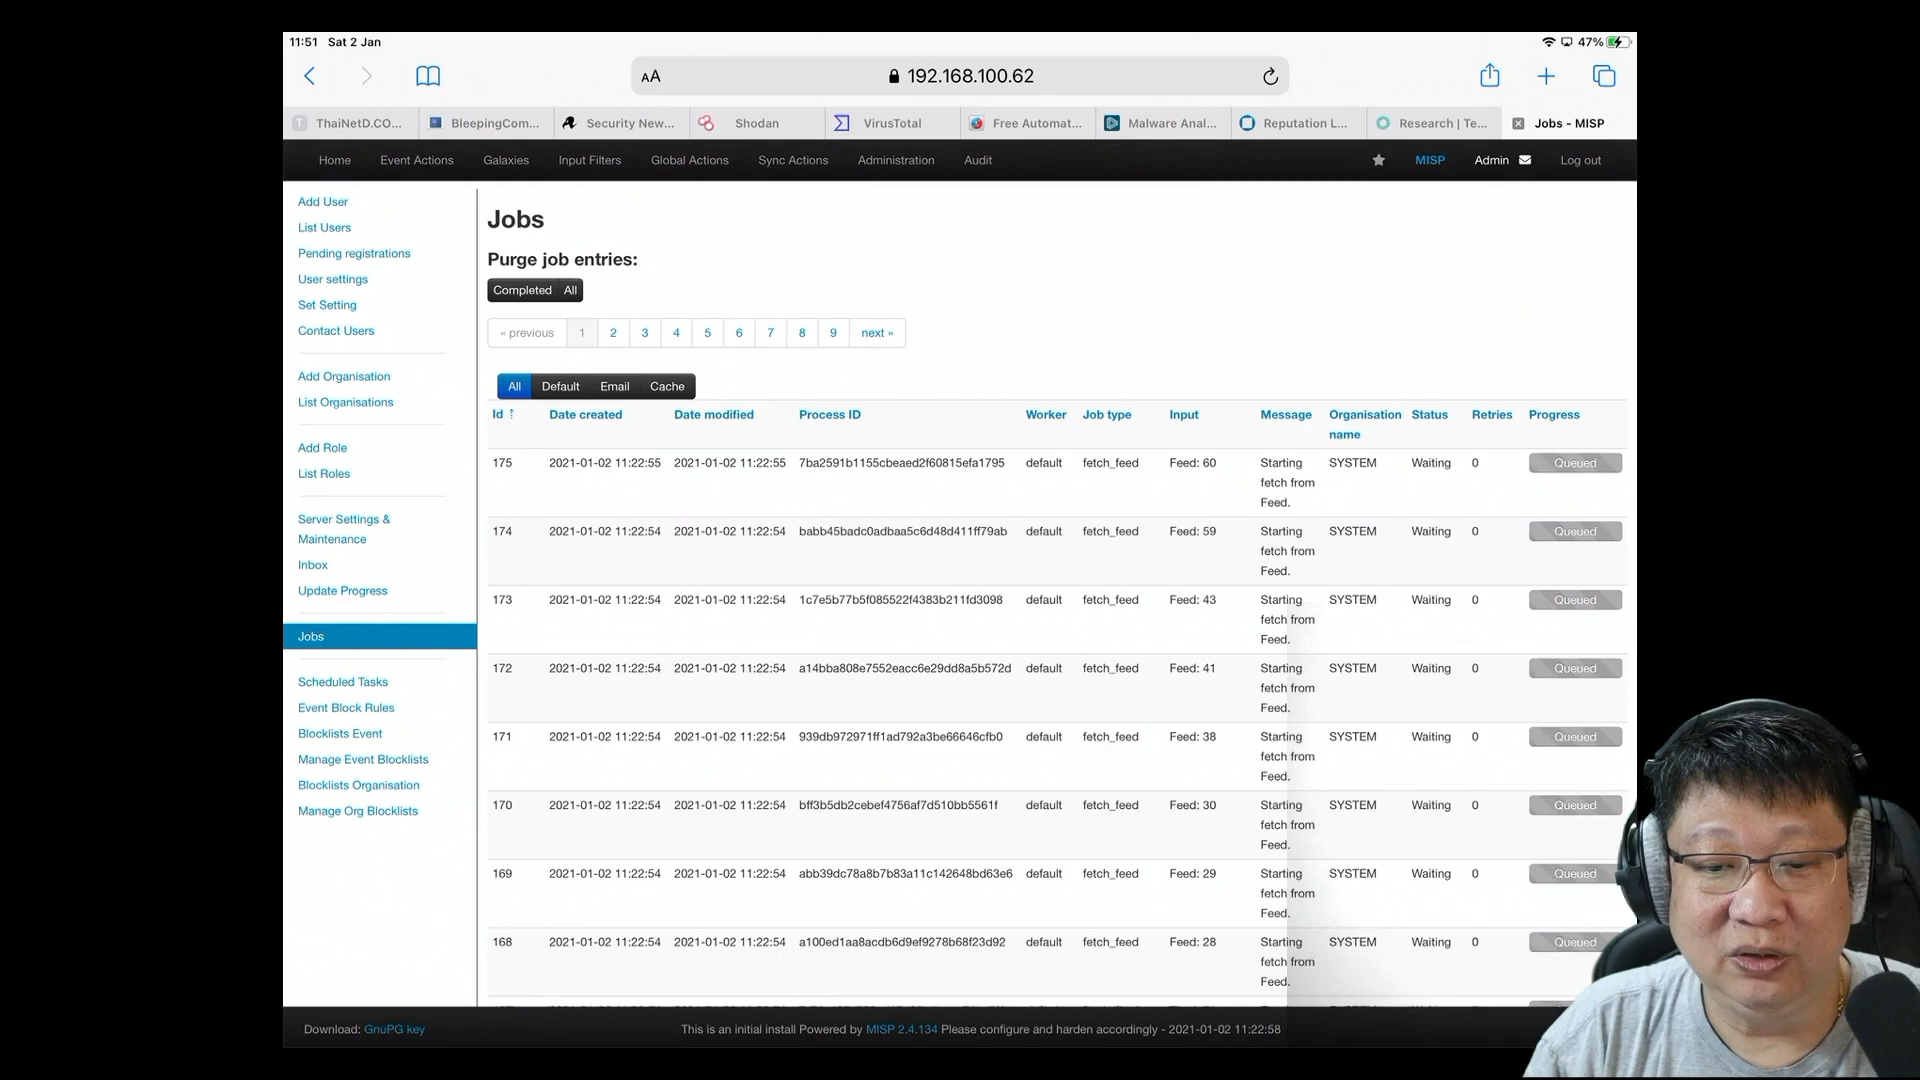 11:51 Sat 2 Jan
47%
AA
192.168.100.62
ThaiNetD.CO...
BleepingCom...
Security New...
Shodan
VirusTotal
Free Automat...
Malware Anal...
Reputation L...
Research | Te...
Jobs - MISP
Home Event Actions Galaxies Input Filters Global Actions Sync Actions Administration Audit
MISP Admin Log out
Add User
List Users
Pending registrations
User settings
Set Setting
Contact Users
Add Organisation
List Organisations
Add Role
List Roles
Server Settings &
Maintenance
Inbox
Update Progress
Jobs
Scheduled Tasks
Event Block Rules
Blocklists Event
Manage Event Blocklists
Blocklists Organisation
Manage Org Blocklists
Jobs
Purge job entries:
Completed All
« previous 1 2 3 4 5 6 7 8 9 next »
All Default Email Cache
Id ↑ Date created Date modified Process ID Worker Job type Input Message Organisation name Status Retries Progress
175 2021-01-02 11:22:55 2021-01-02 11:22:55 7ba2591b1155cbeaed2f60815efa1795 default fetch_feed Feed: 60 Starting fetch from Feed. SYSTEM Waiting 0 Queued
174 2021-01-02 11:22:54 2021-01-02 11:22:54 babb45badc0adbaa5c6d48d411ff79ab default fetch_feed Feed: 59 Starting fetch from Feed. SYSTEM Waiting 0 Queued
173 2021-01-02 11:22:54 2021-01-02 11:22:54 1c7e5b77b5f085522f4383b211fd3098 default fetch_feed Feed: 43 Starting fetch from Feed. SYSTEM Waiting 0 Queued
172 2021-01-02 11:22:54 2021-01-02 11:22:54 a14bba808e7552eacc6e29dd8a5b572d default fetch_feed Feed: 41 Starting fetch from Feed. SYSTEM Waiting 0 Queued
171 2021-01-02 11:22:54 2021-01-02 11:22:54 939db972971ff1ad792a3be66646cfb0 default fetch_feed Feed: 38 Starting fetch from Feed. SYSTEM Waiting 0 Queued
170 2021-01-02 11:22:54 2021-01-02 11:22:54 bff3b5db2cebef4756af7d510bb5561f default fetch_feed Feed: 30 Starting fetch from Feed. SYSTEM Waiting 0 Queued
169 2021-01-02 11:22:54 2021-01-02 11:22:54 abb39dc78a8b7b83a11c142648bd63e6 default fetch_feed Feed: 29 Starting fetch from Feed. SYSTEM Waiting 0 Queued
168 2021-01-02 11:22:54 2021-01-02 11:22:54 a100ed1aa8acdb6d9ef9278b68f23d92 default fetch_feed Feed: 28 Starting fetch from Feed. SYSTEM Waiting 0 Queued
Download: GnuPG key
This is an initial install Powered by MISP 2.4.134 Please configure and harden accordingly - 2021-01-02 11:22:58